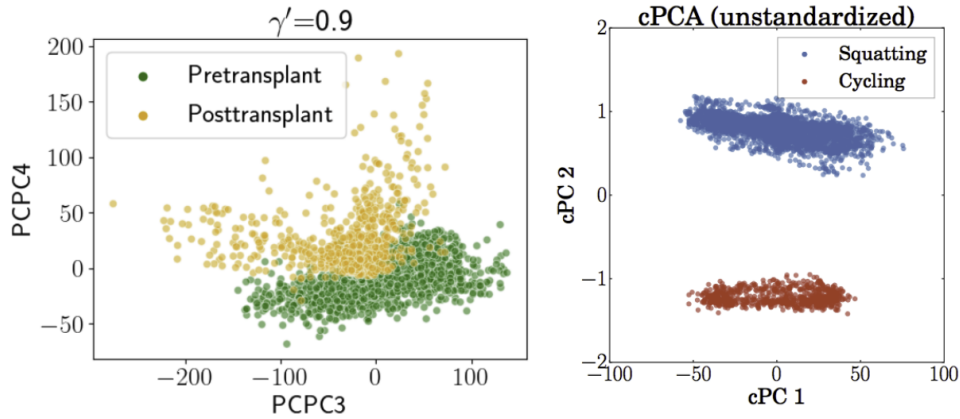 γ′=0.9
200
150
100
50
0
−50
PCPC4
Pretransplant
Posttransplant
−200
−100
0
100
PCPC3
cPCA (unstandardized)
2
1
0
−1
−2
cPC 2
Squatting
Cycling
−100
−50
0
50
100
cPC 1